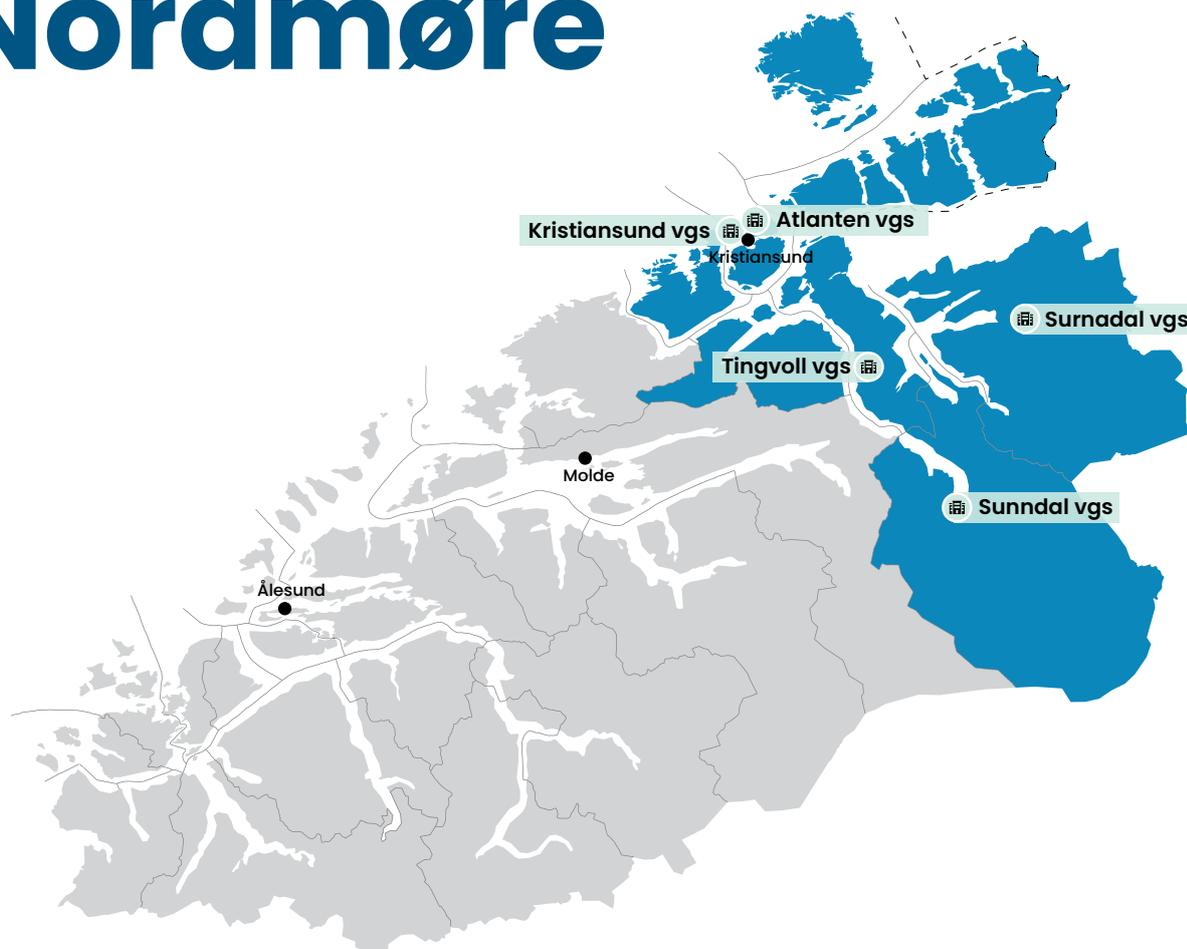 Nordmøre
Atlanten vgs
Kristiansund vgs
Kristiansund
Surnadal vgs
Tingvoll vgs
Molde
Sunndal vgs
Ålesund